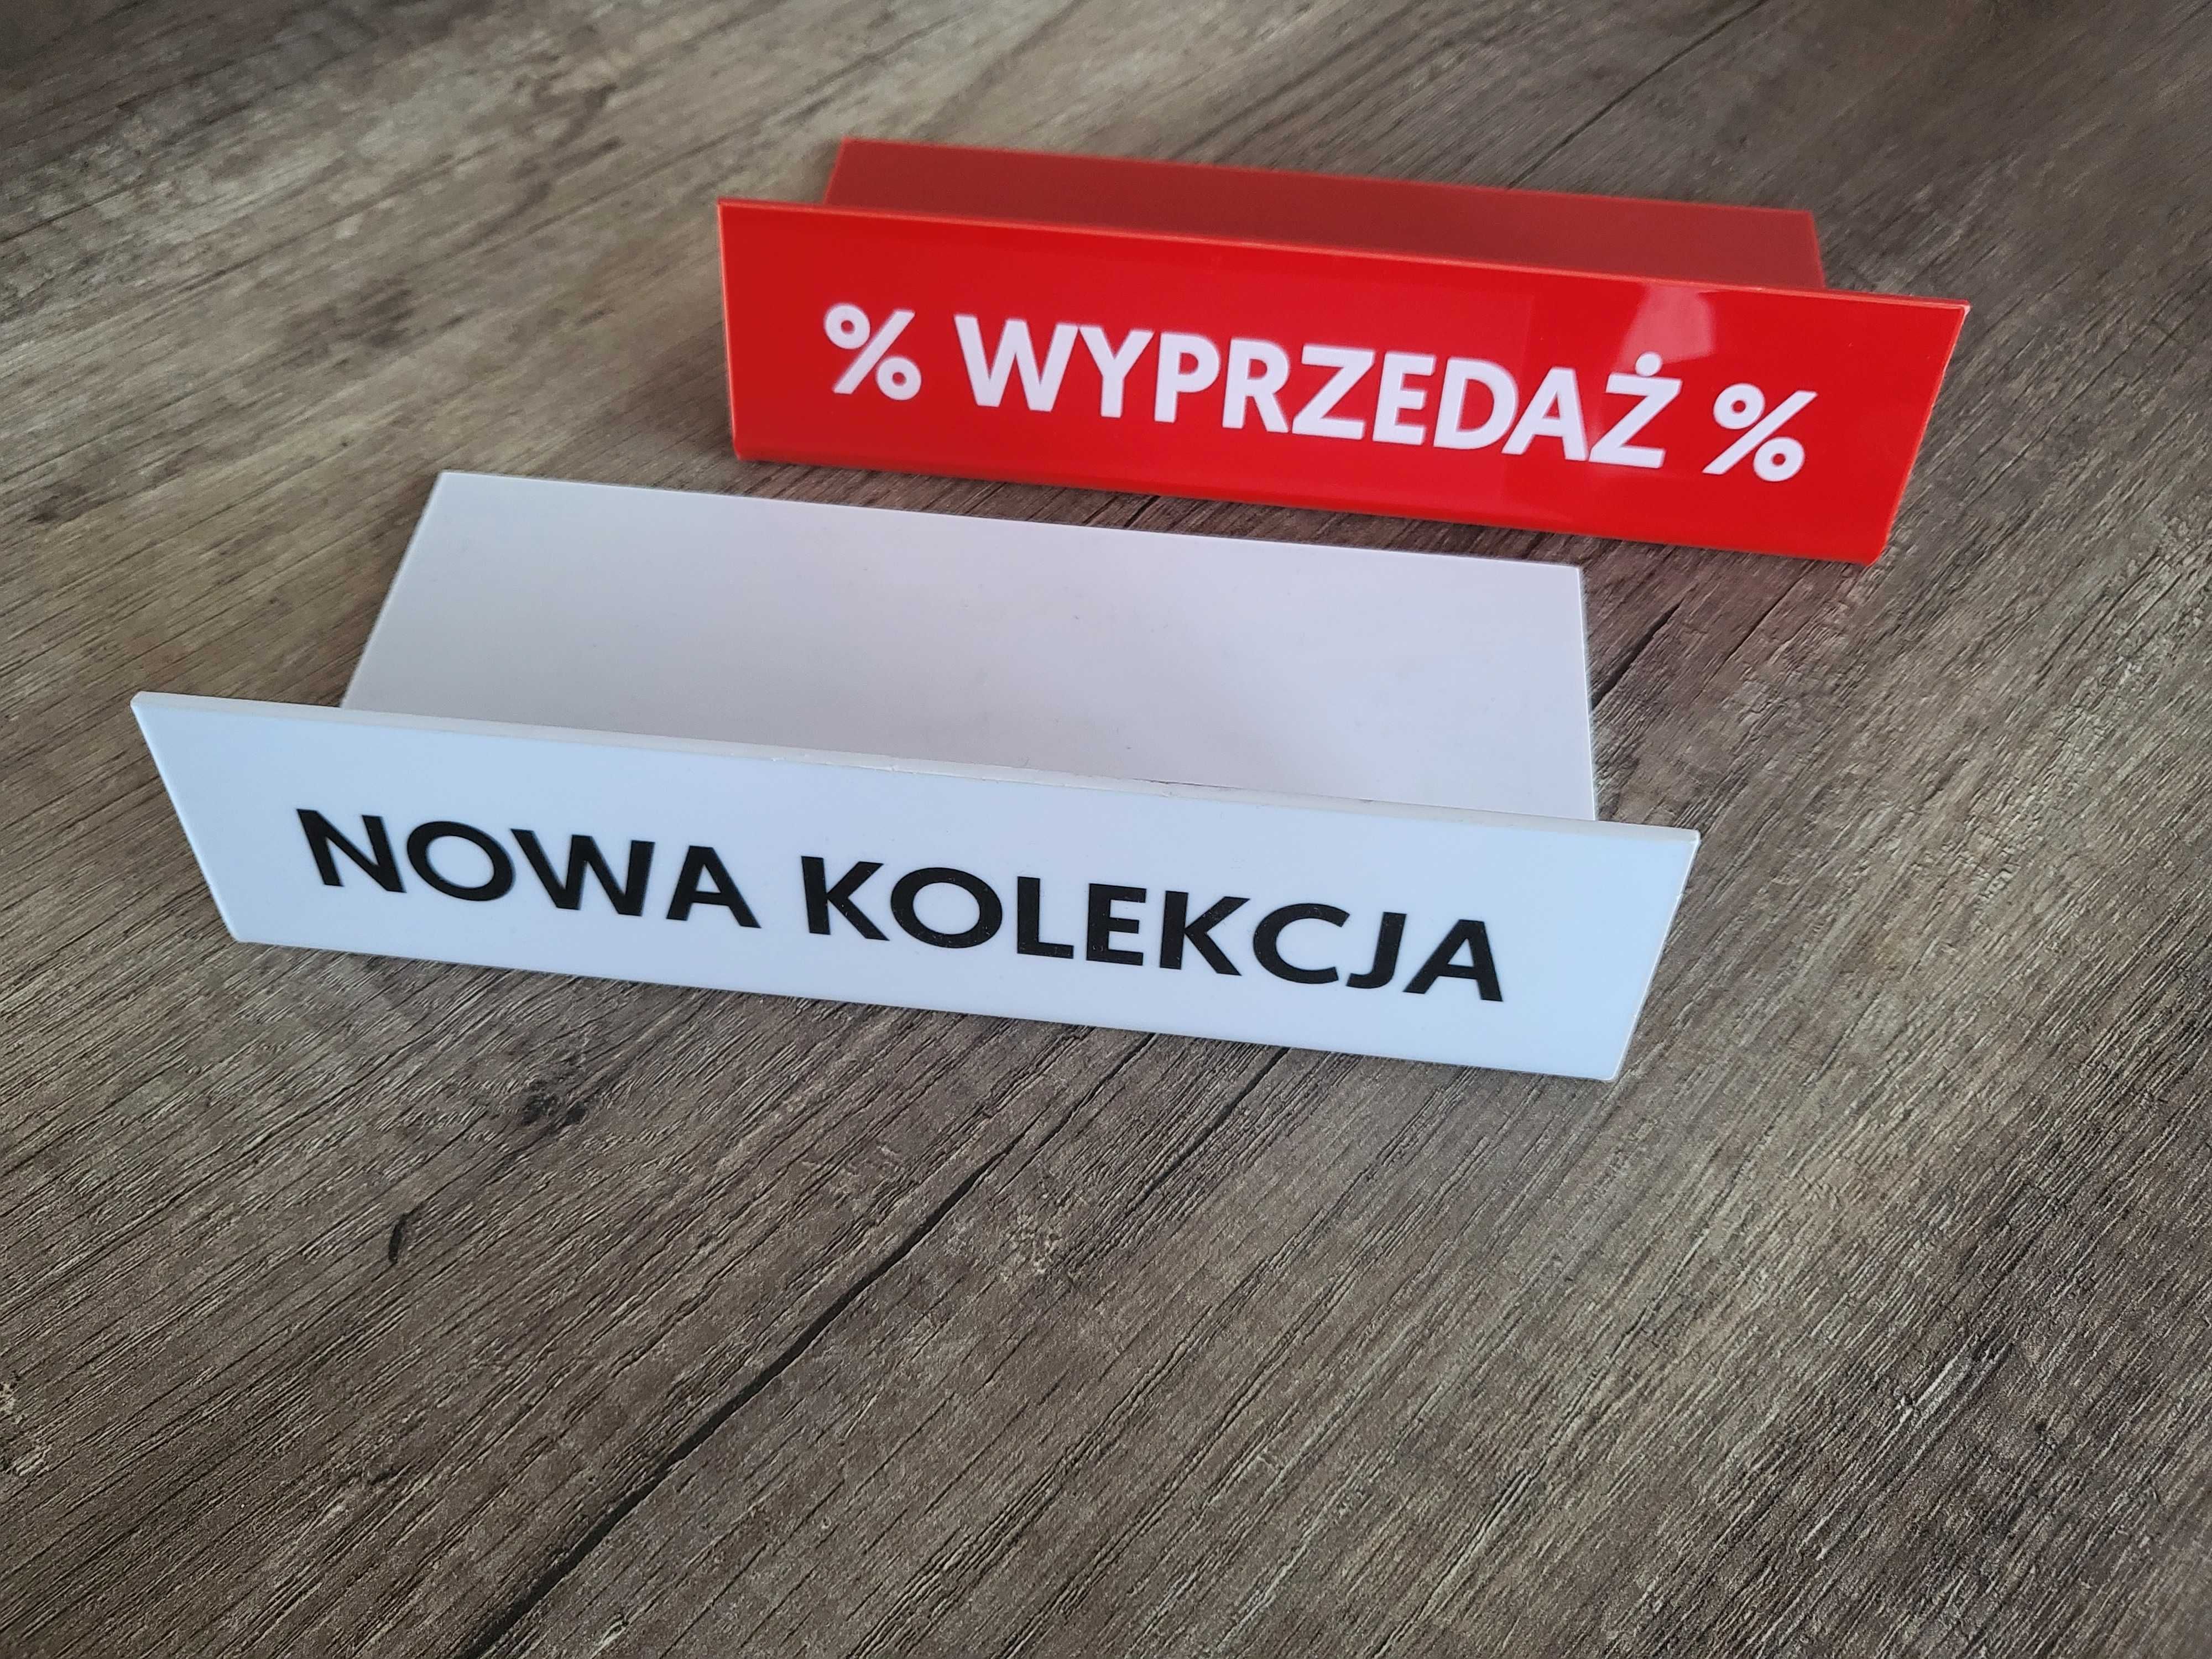 % WYPRZEDAŻ %
NOWA KOLEKCJA